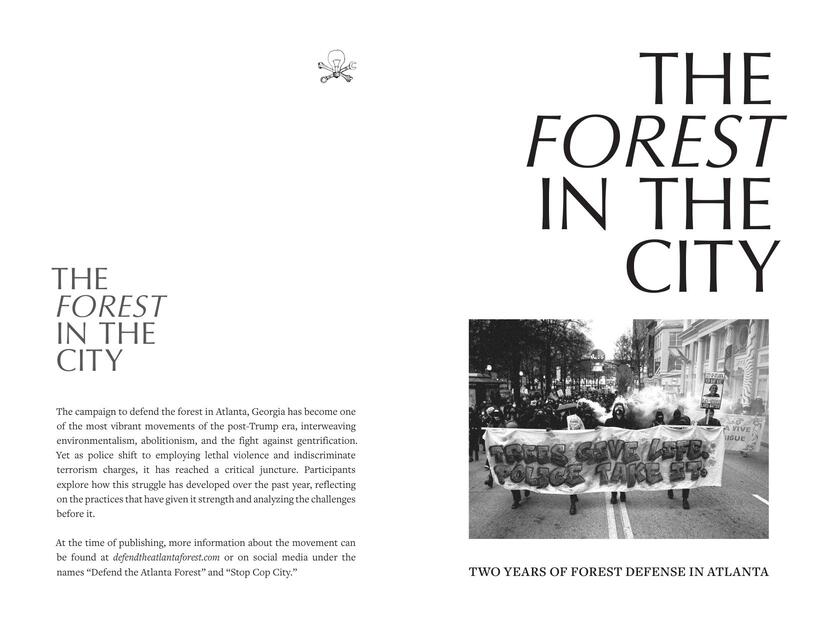 THE
FOREST
IN THE
CITY
The campaign to defend the forest in Atlanta, Georgia has become one
of the most vibrant movements of the post-Trump era, interweaving
environmentalism, abolitionism, and the fight against gentrification.
Yet as police shift to employing lethal violence and indiscriminate
terrorism charges, it has reached a critical juncture. Participants
explore how this struggle has developed over the past year, reflecting
on the practices that have given it strength and analyzing the challenges
before it.
At the time of publishing, more information about the movement can
be found at defendtheatlantaforest.com or on social media under the
names “Defend the Atlanta Forest” and “Stop Cop City.”
THE
FOREST
IN THE
CITY
TREES GIVE LIFE.
POLICE TAKE IT.
TWO YEARS OF FOREST DEFENSE IN ATLANTA